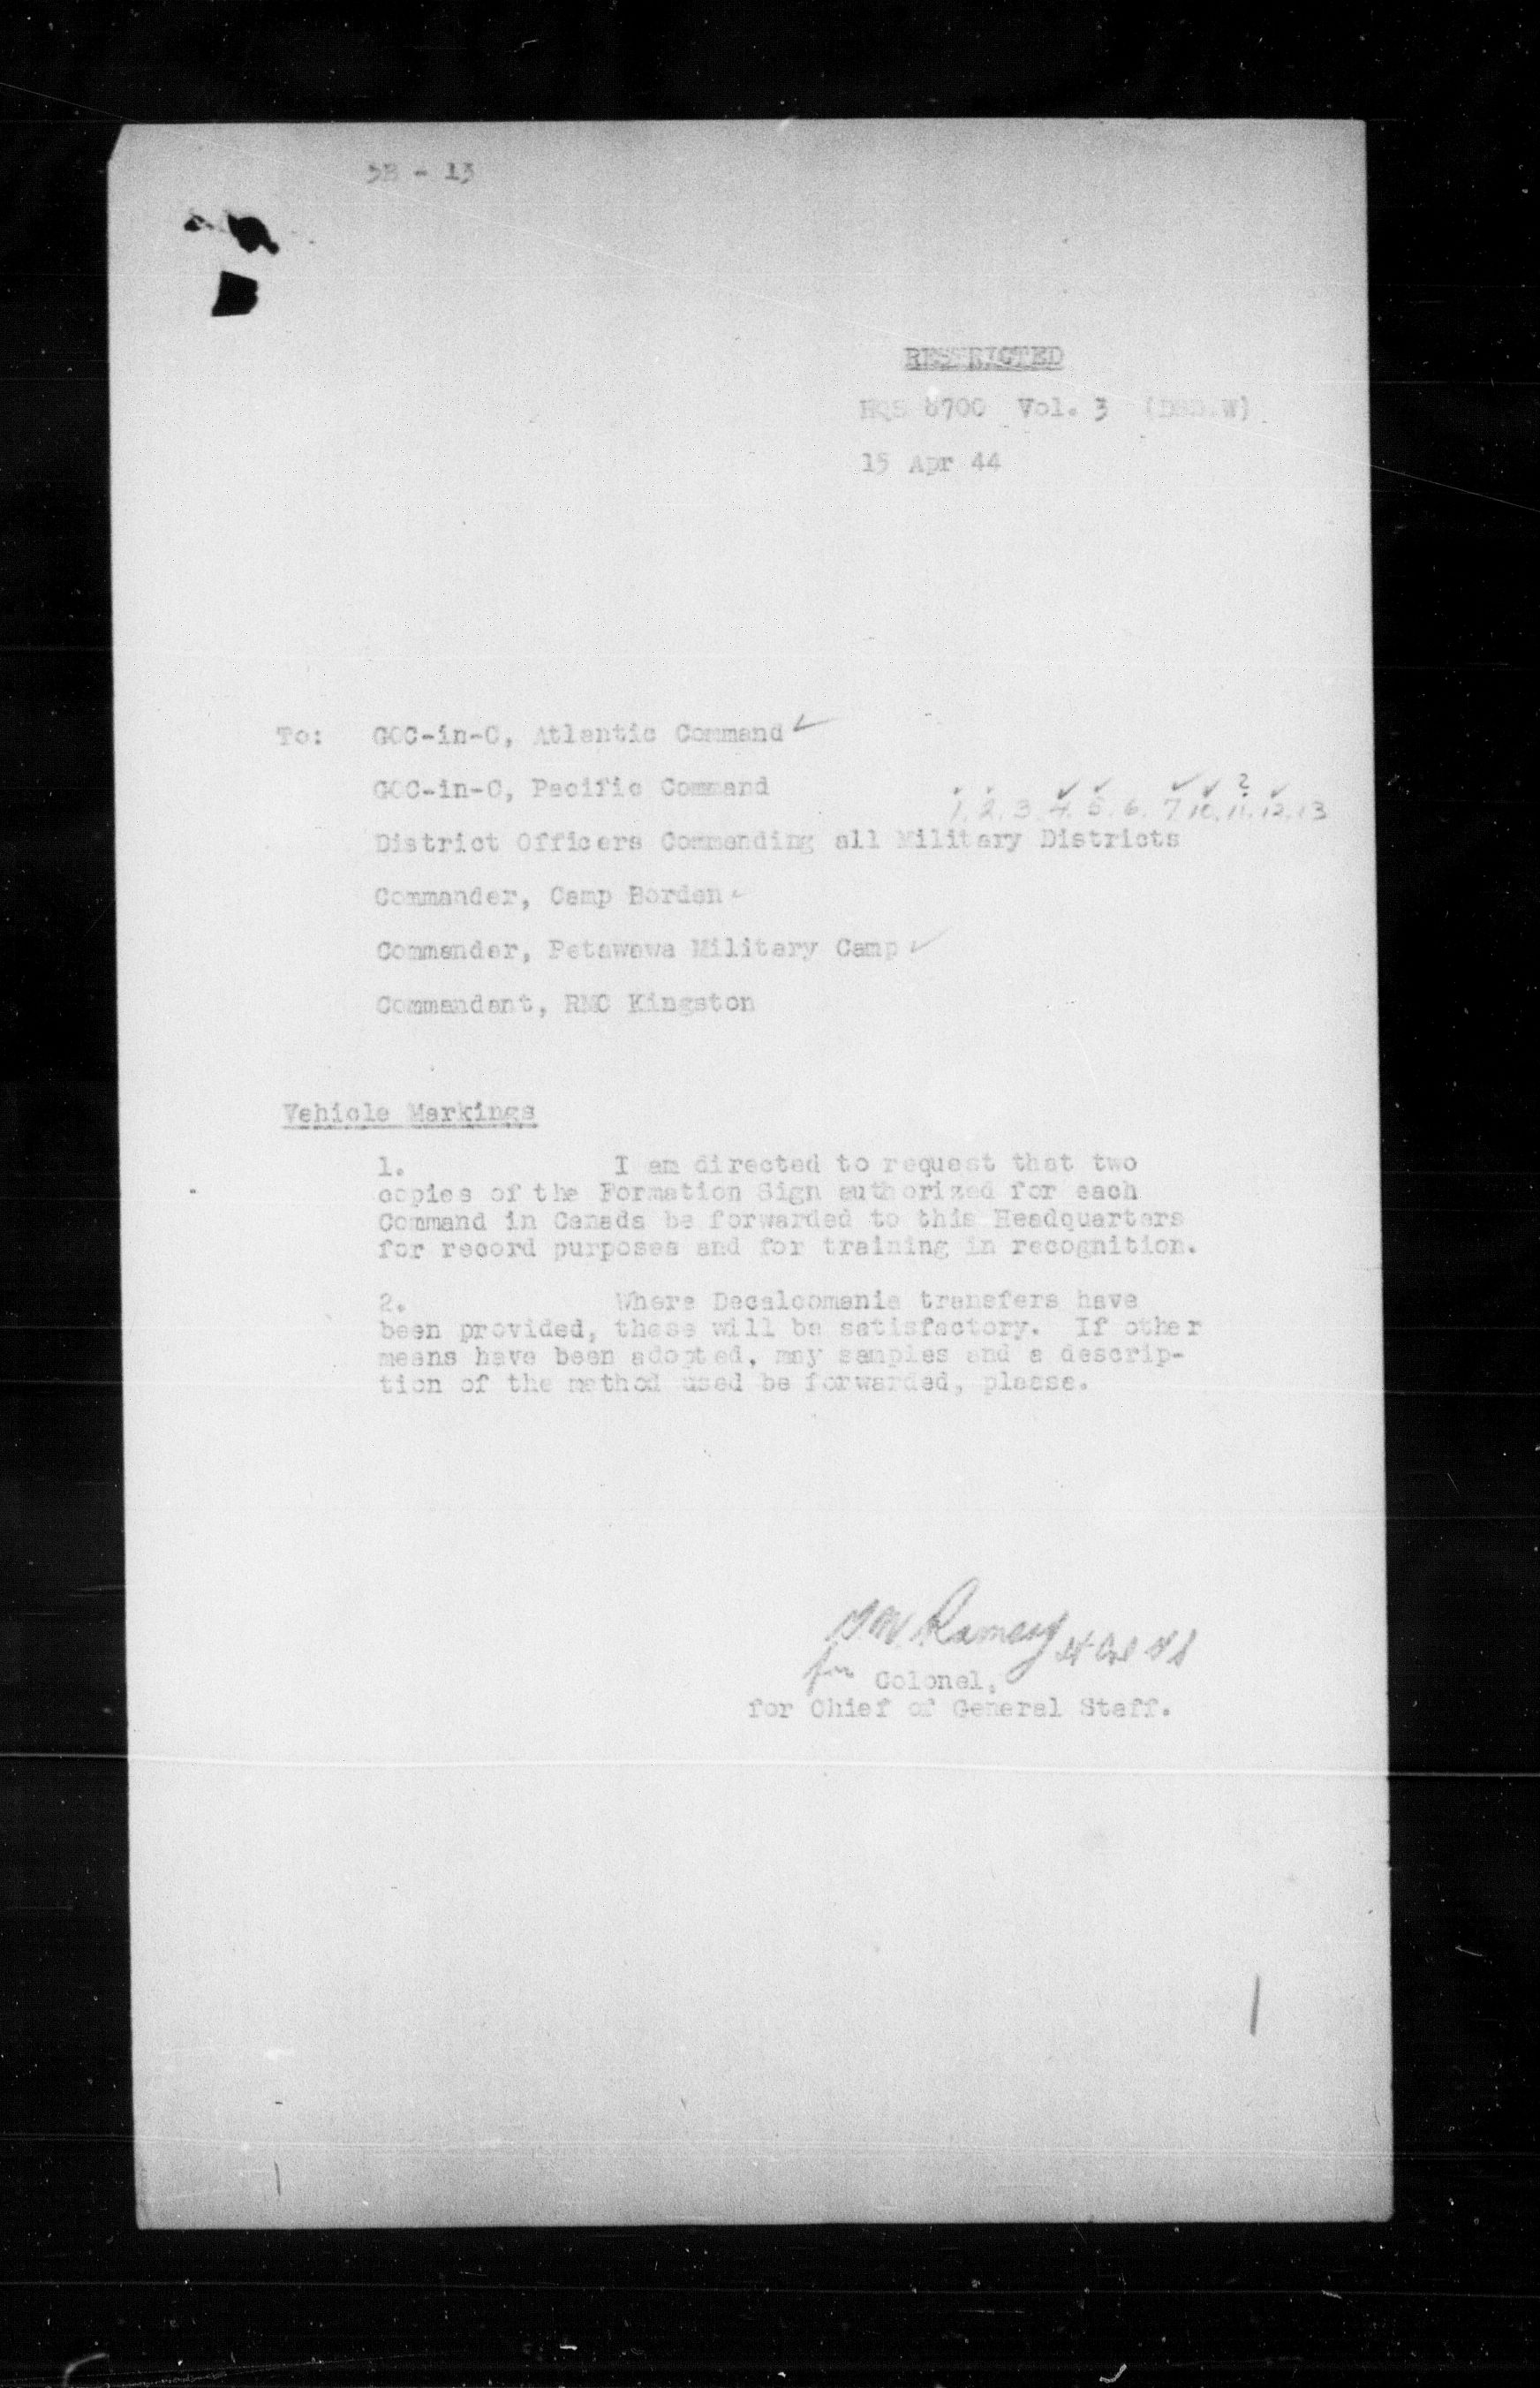 3B - 13
RESTRICTED
HQS 8700 Vol. 3 (DSD.W)
15 Apr 44
To: GOC-in-C, Atlantic Command ✓
GOC-in-C, Pacific Command
1. 2. 3. 4. 5. 6. 7. 10. 11. 12. 13
District Officers Commanding all Military Districts
Commander, Camp Borden
Commander, Petawawa Military Camp ✓
Commandant, RMC Kingston
Vehicle Markings
1. I am directed to request that two
copies of the Formation Sign authorized for each
Command in Canada be forwarded to this Headquarters
for record purposes and for training in recognition.
2. Where Decalcomania transfers have
been provided, these will be satisfactory. If other
means have been adopted, may samples and a descrip-
tion of the method used be forwarded, please.
Ramsay
for Colonel,
for Chief of General Staff.